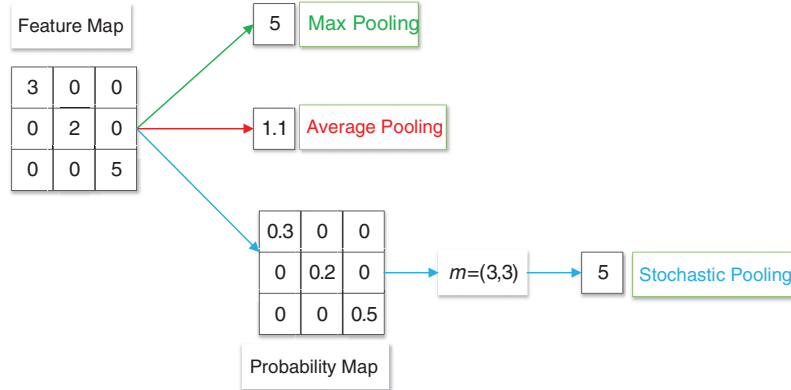 Feature Map
5 Max Pooling
3 0 0
0 2 0
0 0 5
1.1 Average Pooling
0.3 0 0
0 0.2 0
0 0 0.5
m=(3,3)
5 Stochastic Pooling
Probability Map